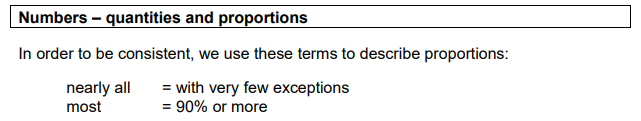 Numbers – quantities and proportions
In order to be consistent, we use these terms to describe proportions:
nearly all = with very few exceptions
most = 90% or more